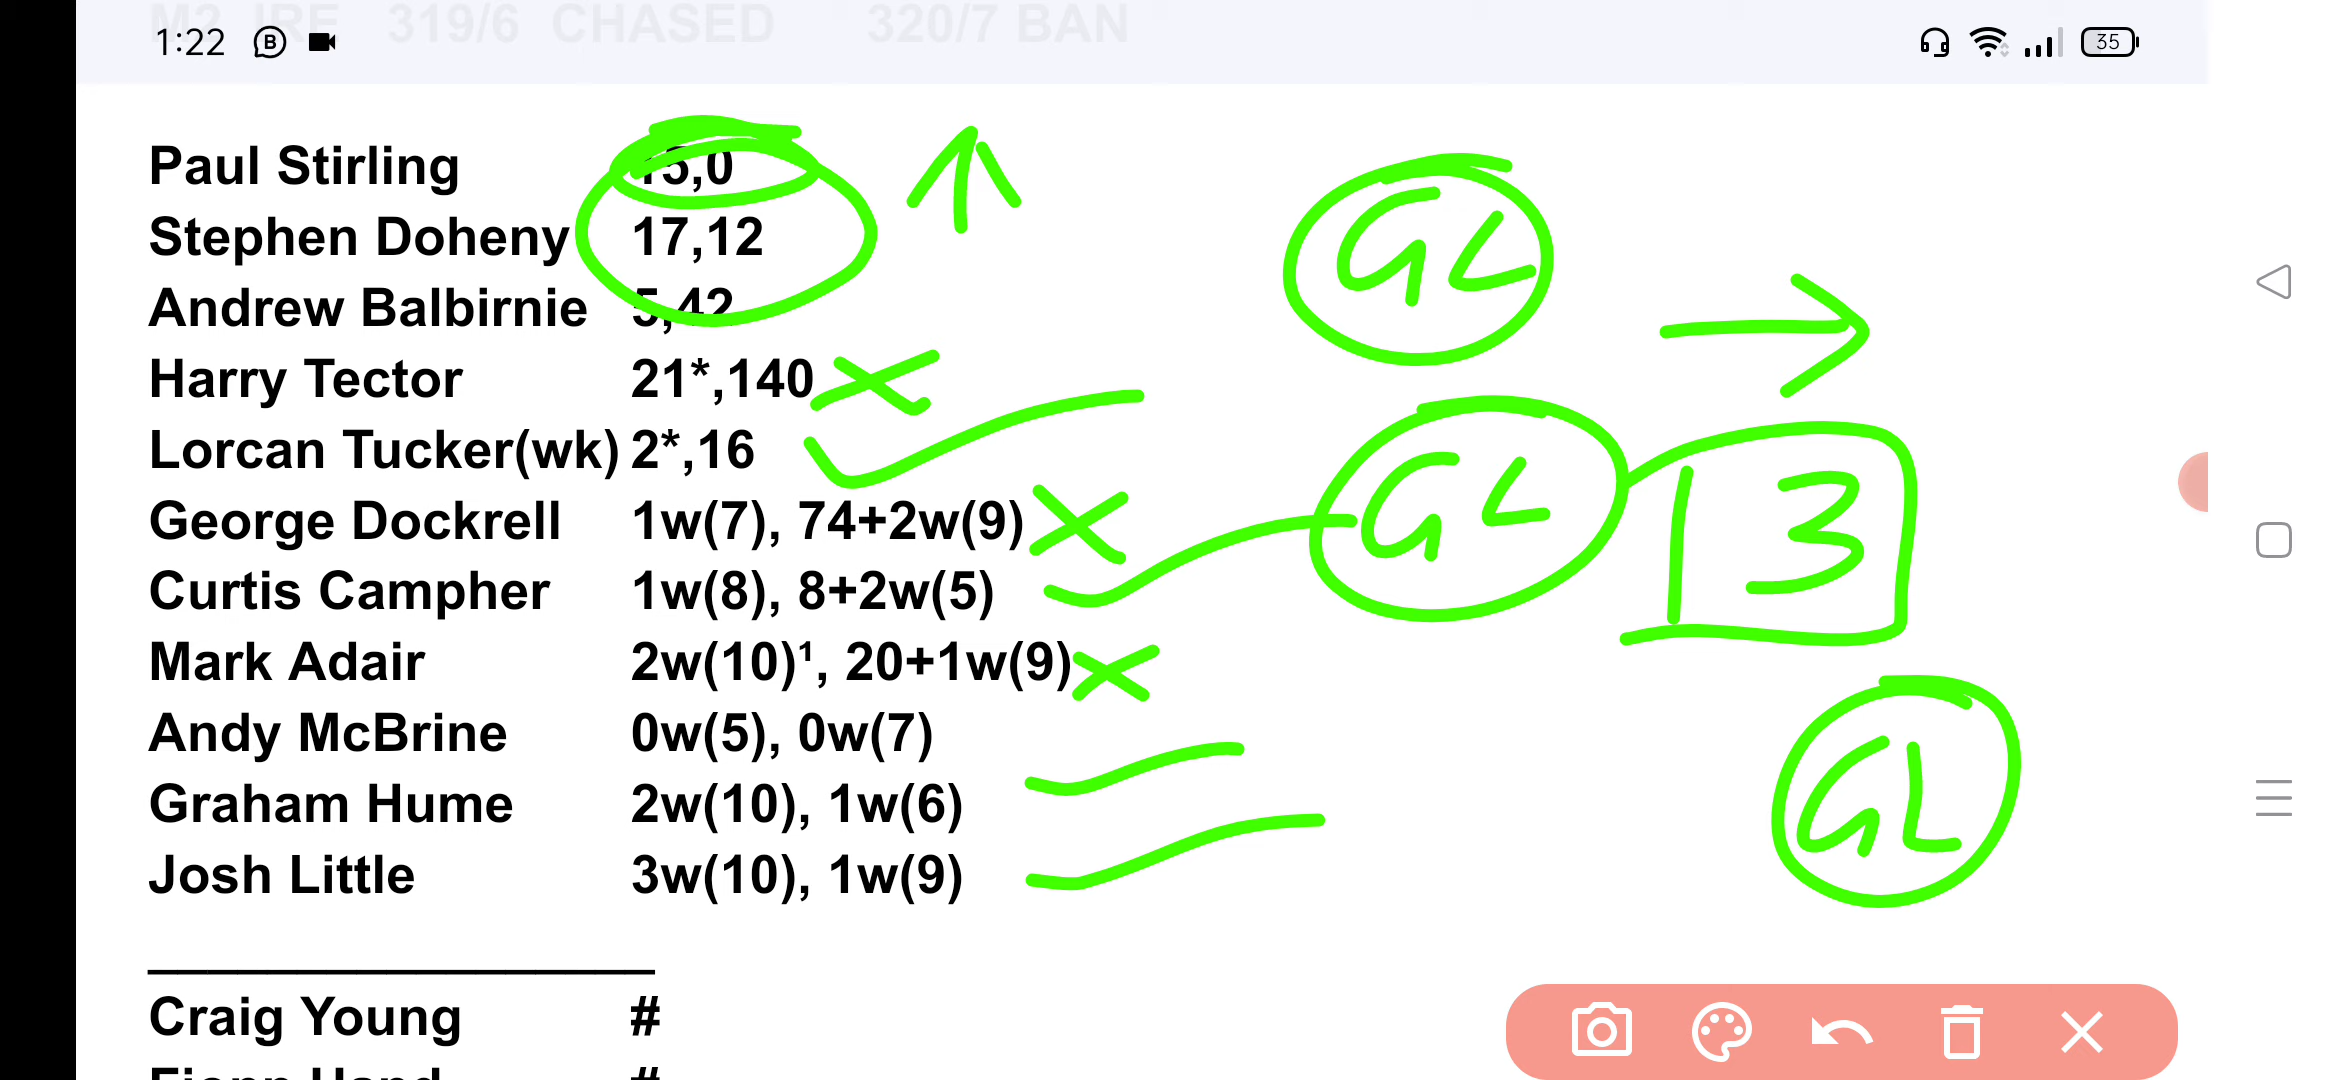 M2 IRE 319/6 CHASED 320/7 BAN
1:22 B 35
Paul Stirling 15,0
Stephen Doheny 17,12
Andrew Balbirnie 5,42
GL
Harry Tector 21*,140
Lorcan Tucker(wk) 2*,16
George Dockrell 1w(7), 74+2w(9)
GL 13
Curtis Campher 1w(8), 8+2w(5)
Mark Adair 2w(10)¹, 20+1w(9)
Andy McBrine 0w(5), 0w(7)
Graham Hume 2w(10), 1w(6)
GL
Josh Little 3w(10), 1w(9)
Craig Young #
Fionn Hand #